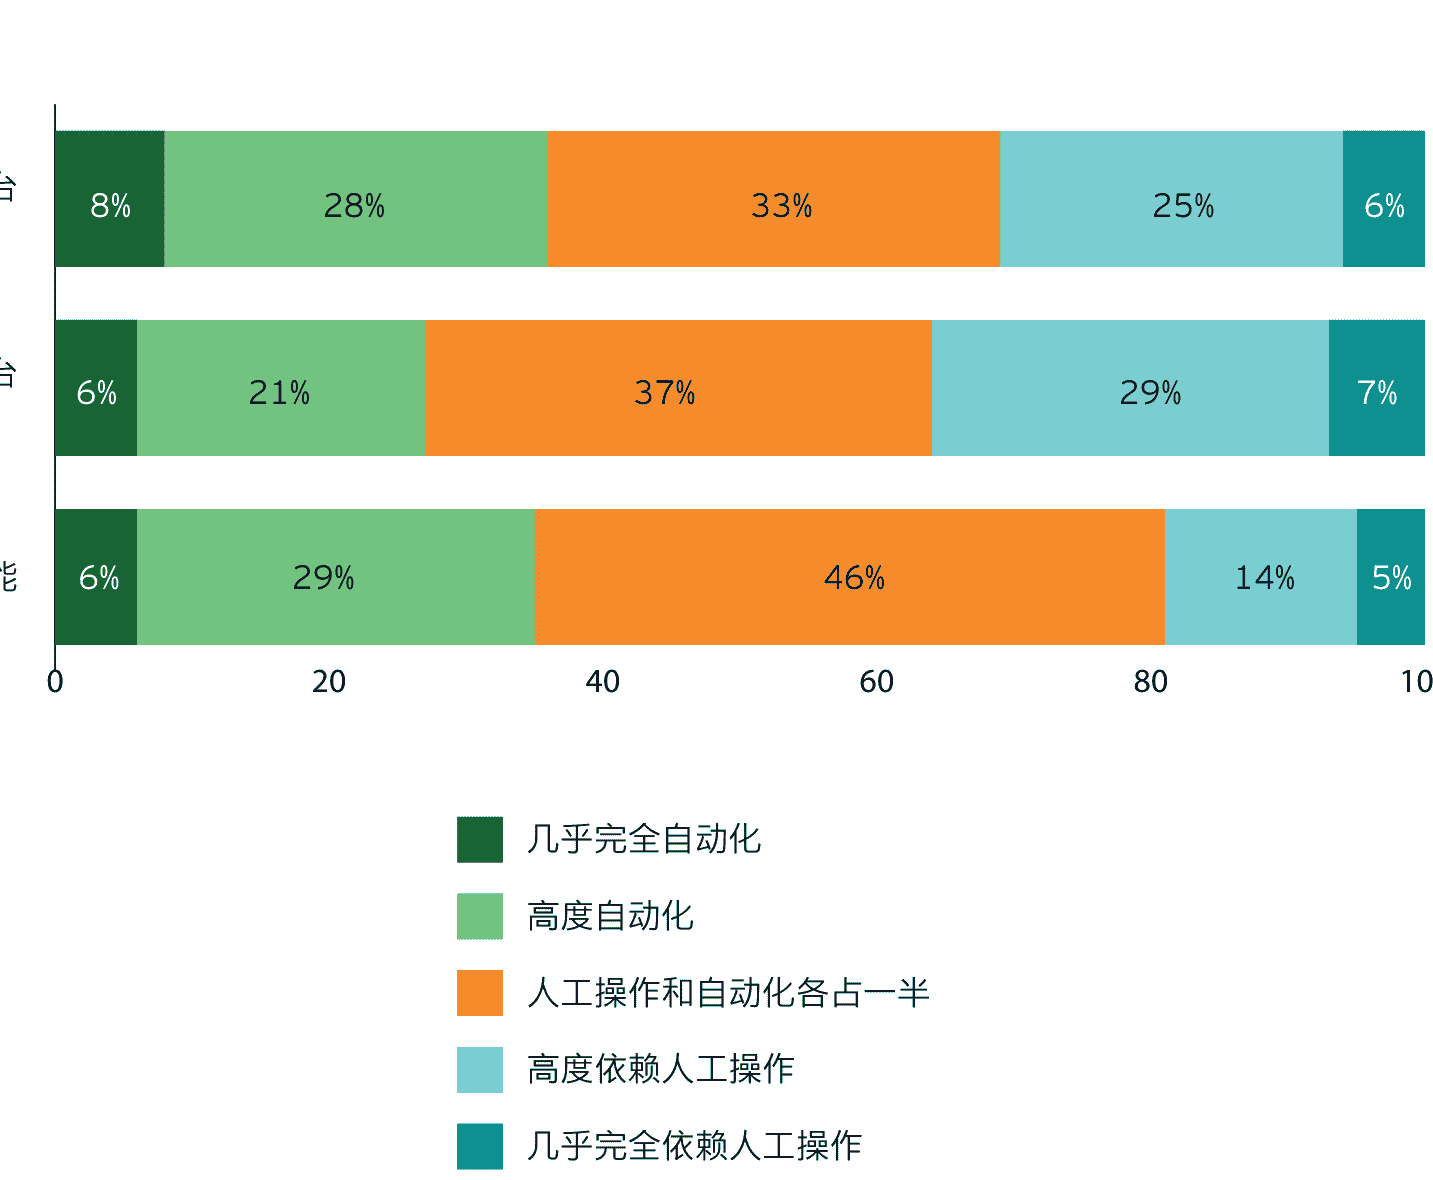 台 8% 28% 33% 25% 6%
台 6% 21% 37% 29% 7%
能 6% 29% 46% 14% 5%
0 20 40 60 80 10
几乎完全自动化
高度自动化
人工操作和自动化各占一半
高度依赖人工操作
几乎完全依赖人工操作